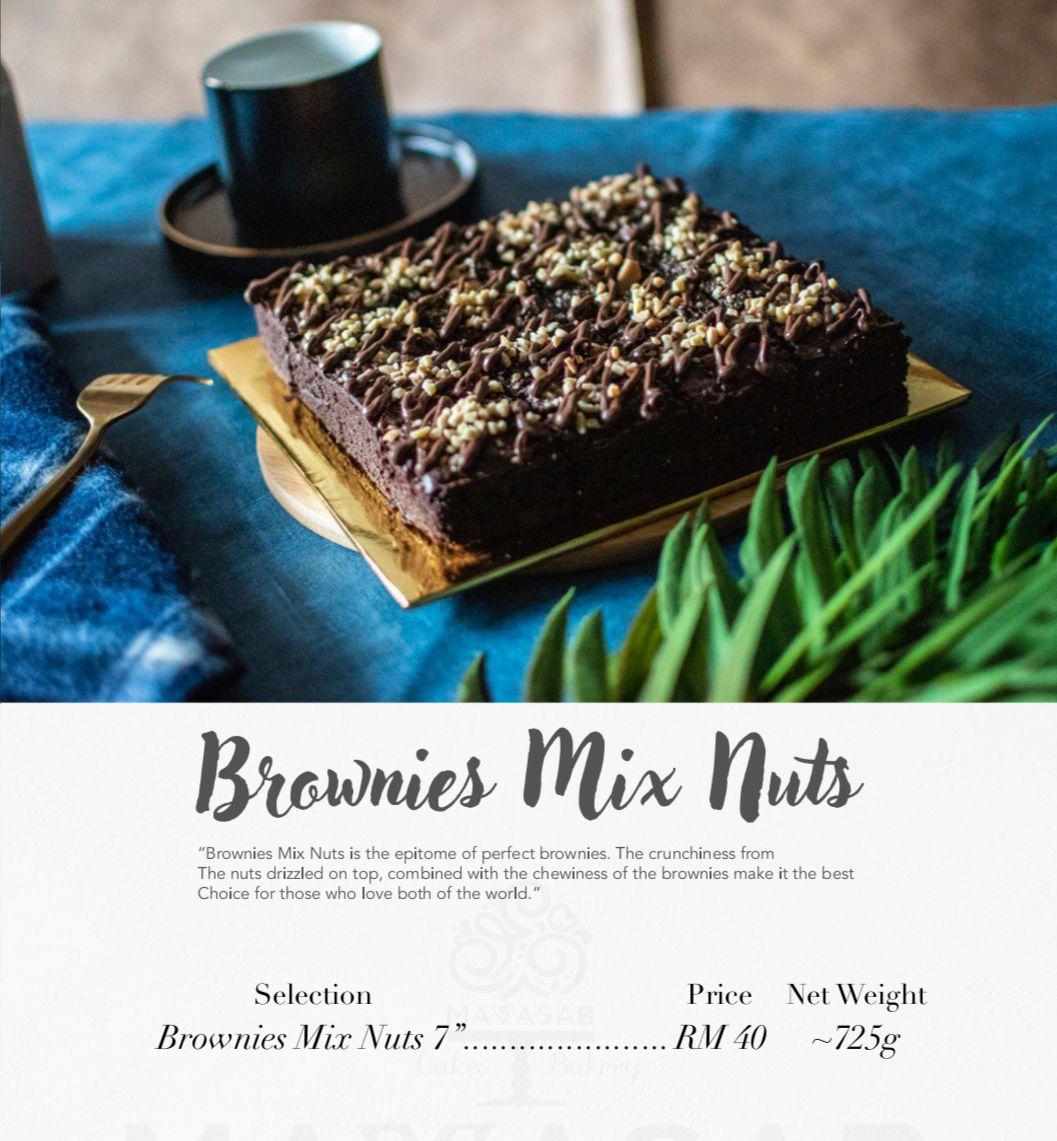 Brownies Mix Nuts
“Brownies Mix Nuts is the epitome of perfect brownies. The crunchiness from
The nuts drizzled on top, combined with the chewiness of the brownies make it the best
Choice for those who love both of the world.”
Selection Price Net Weight
Brownies Mix Nuts 7”...................... RM 40 ~725g
MAYASAB
Cakes & Bakery
MAYASAB